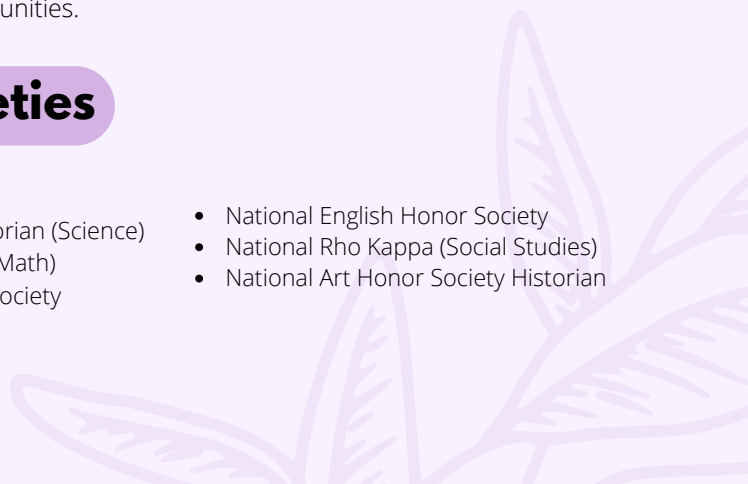 unities.
eties
orian (Science)
Math)
ociety
• National English Honor Society
• National Rho Kappa (Social Studies)
• National Art Honor Society Historian